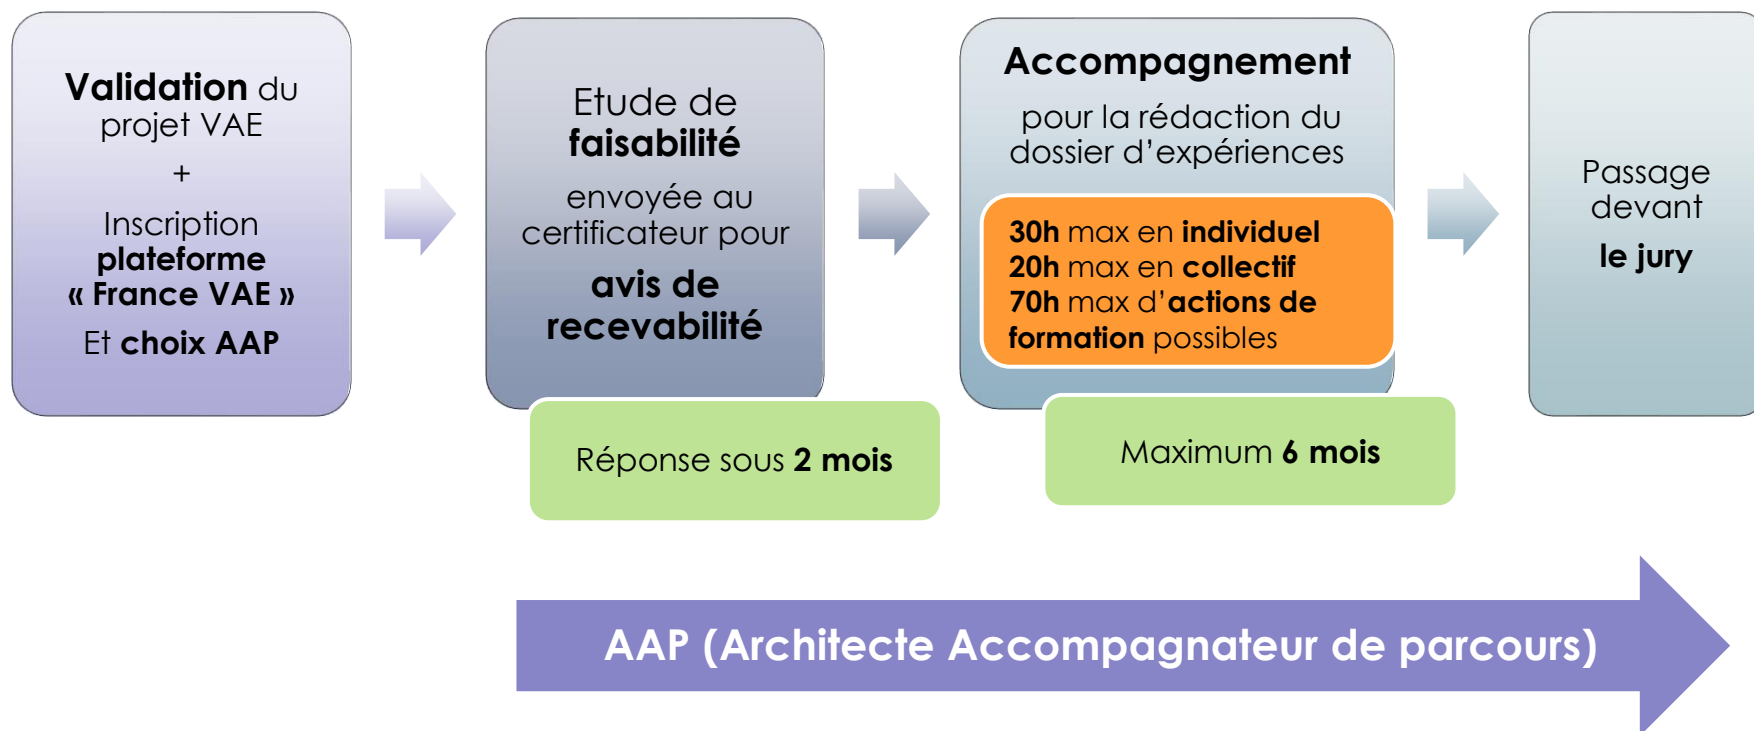 Validation du
projet VAE
+
Inscription
plateforme
« France VAE »
Et choix AAP
Etude de
faisabilité
envoyée au
certificateur pour
avis de
recevabilité
Réponse sous 2 mois
Accompagnement
pour la rédaction du
dossier d’expériences
30h max en individuel
20h max en collectif
70h max d’actions de
formation possibles
Maximum 6 mois
Passage
devant
le jury
AAP (Architecte Accompagnateur de parcours)